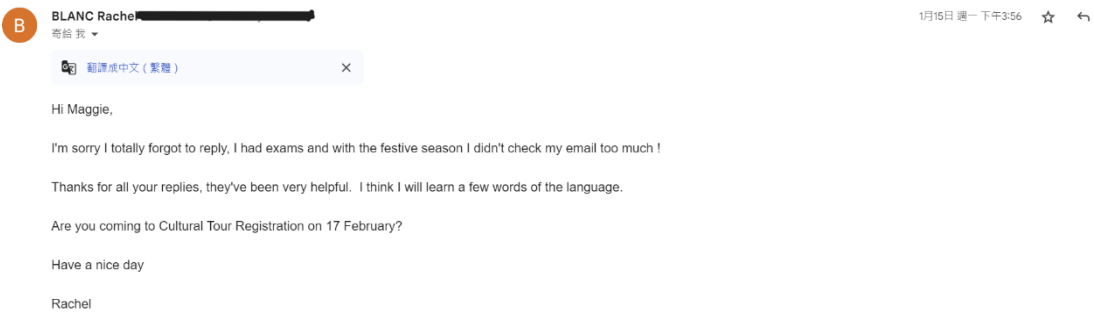 B
BLANC Rachel
1月15日 週一 下午3:56
寄給 我
翻譯成中文（繁體）
Hi Maggie,
I'm sorry I totally forgot to reply, I had exams and with the festive season I didn't check my email too much !
Thanks for all your replies, they've been very helpful.  I think I will learn a few words of the language.
Are you coming to Cultural Tour Registration on 17 February?
Have a nice day
Rachel